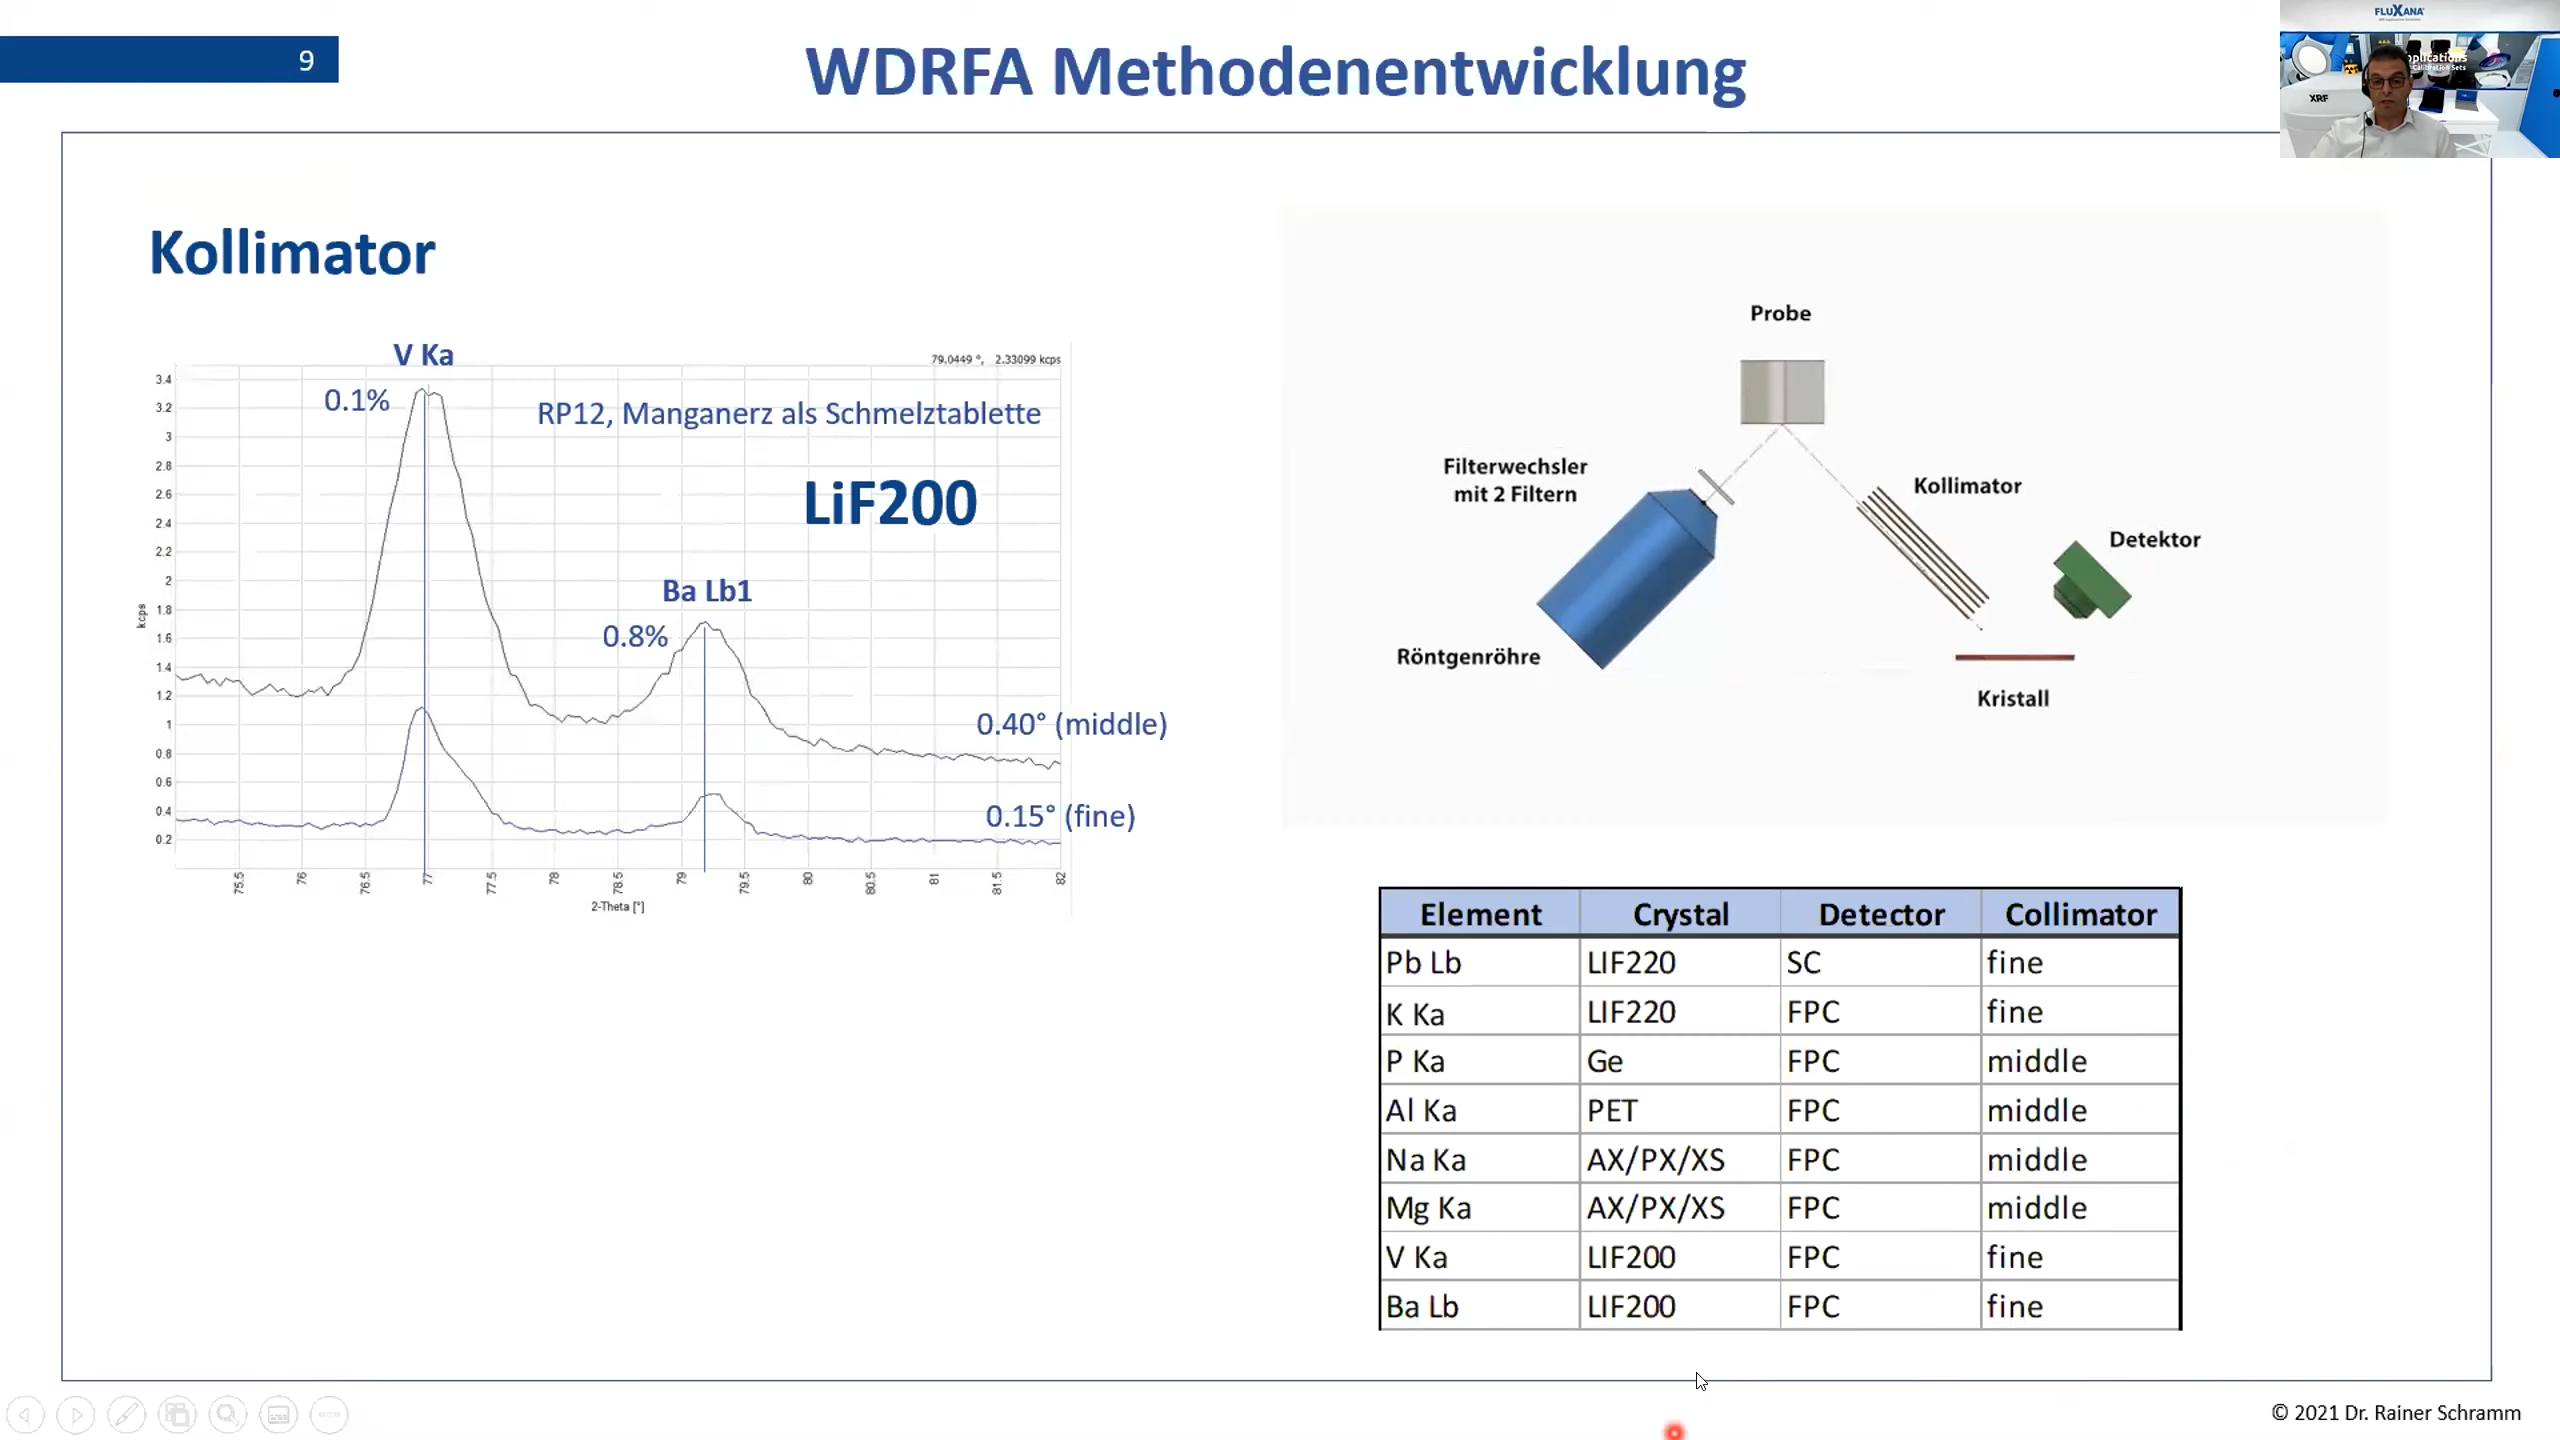 9
WDRFA Methodenentwicklung
FLUXANA
XRF
Kollimator
V Ka
79.0449 °, 2.33099 kcps
0.1%
RP12, Manganerz als Schmelztablette
LiF200
Ba Lb1
0.8%
0.40° (middle)
0.15° (fine)
kcps
3.4
3.2
3
2.8
2.6
2.4
2.2
2
1.8
1.6
1.4
1.2
1
0.8
0.6
0.4
0.2
75.5 76 76.5 77 77.5 78 78.5 79 79.5 80 80.5 81 81.5 82
2-Theta [°]
Probe
Filterwechsler
mit 2 Filtern
Kollimator
Detektor
Röntgenröhre
Kristall
Element Crystal Detector Collimator
Pb Lb LIF220 SC fine
K Ka LIF220 FPC fine
P Ka Ge FPC middle
Al Ka PET FPC middle
Na Ka AX/PX/XS FPC middle
Mg Ka AX/PX/XS FPC middle
V Ka LIF200 FPC fine
Ba Lb LIF200 FPC fine
© 2021 Dr. Rainer Schramm